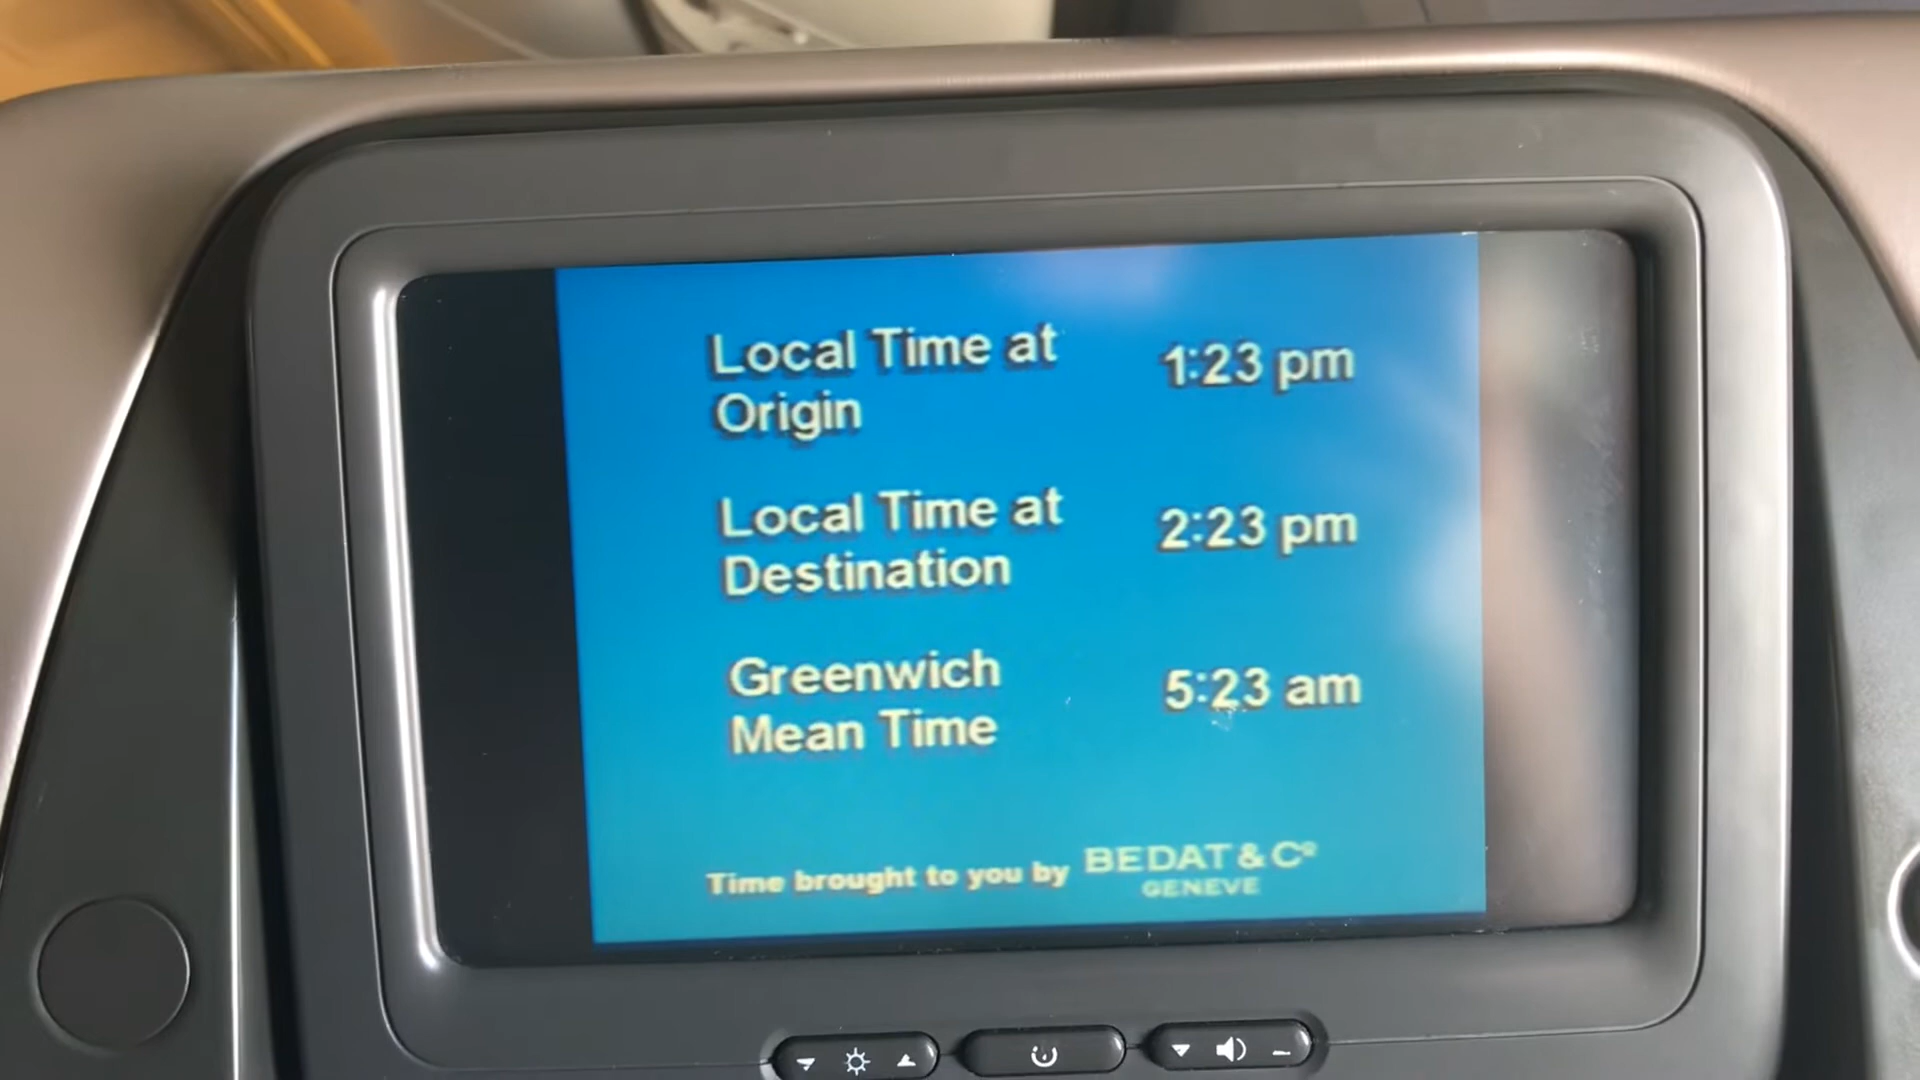 Local Time at
Origin
1:23 pm
Local Time at
Destination
2:23 pm
Greenwich
Mean Time
5:23 am
Time brought to you by BEDAT & Cº
GENEVE